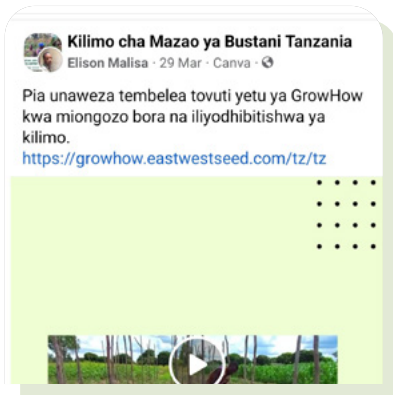 Kilimo cha Mazao ya Bustani Tanzania
Elison Malisa · 29 Mar · Canva ·
Pia unaweza tembelea tovuti yetu ya GrowHow
kwa miongozo bora na iliyodhibitishwa ya
kilimo.
https://growhow.eastwestseed.com/tz/tz